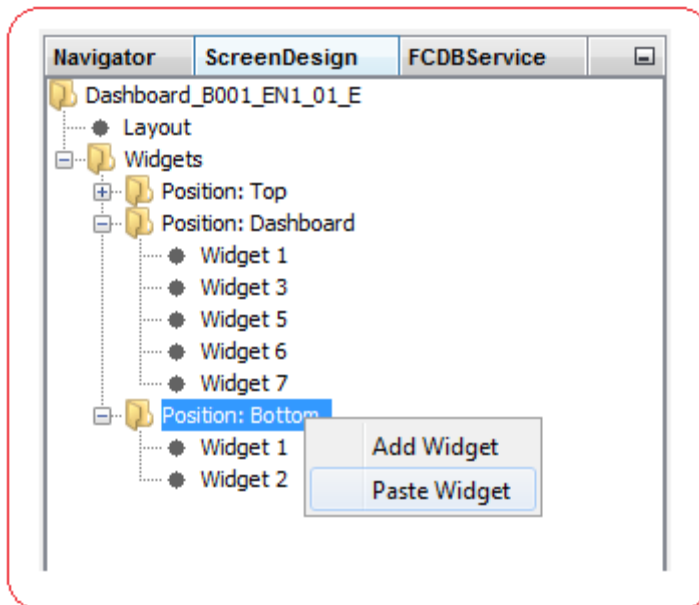 Navigator ScreenDesign FCDBService
Dashboard_B001_EN1_01_E
Layout
Widgets
Position: Top
Position: Dashboard
Widget 1
Widget 3
Widget 5
Widget 6
Widget 7
Position: Bottom
Widget 1
Widget 2
Add Widget
Paste Widget